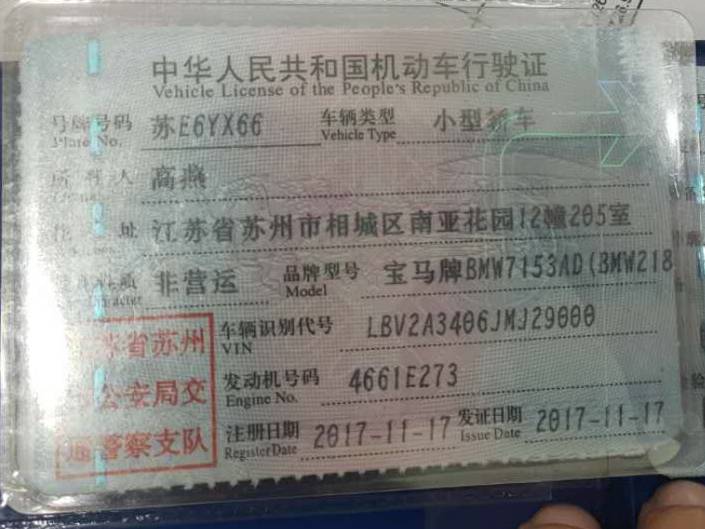 中华人民共和国机动车行驶证
Vehicle License of the People's Republic of China
号牌号码 苏E6YX66 车辆类型 小型轿车
Plate No. Vehicle Type
所有人 高燕
住址 江苏省苏州市相城区南亚花园12幢205室
质 非营运 品牌型号 宝马牌BMW7153AD(BMW218
Model
车辆识别代号 LBV2A3406JMJ29000
VIN
发动机号码 4661E273
Engine No.
注册日期 2017-11-17 发证日期 2017-11-17
Register Date Issue Date
省苏州
公安局交
通警察支队